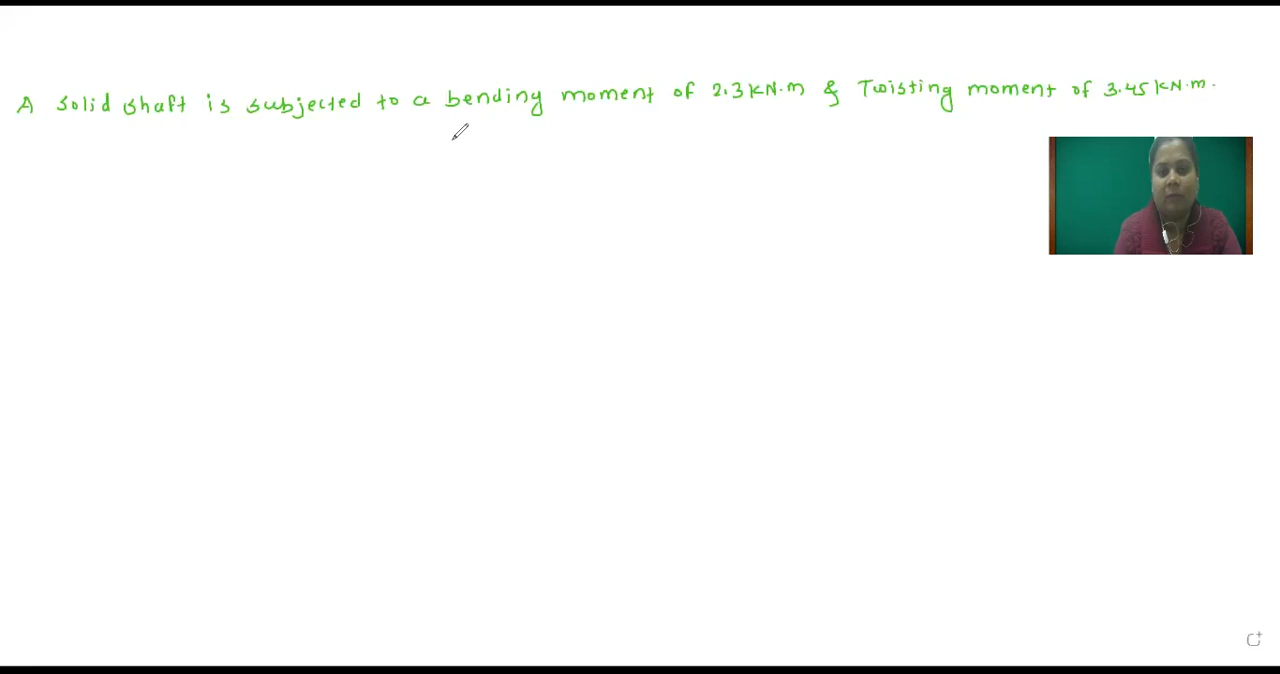 A solid shaft is subjected to a bending moment of 2.3 KN.m & Twisting moment of 3.45 KN.m.